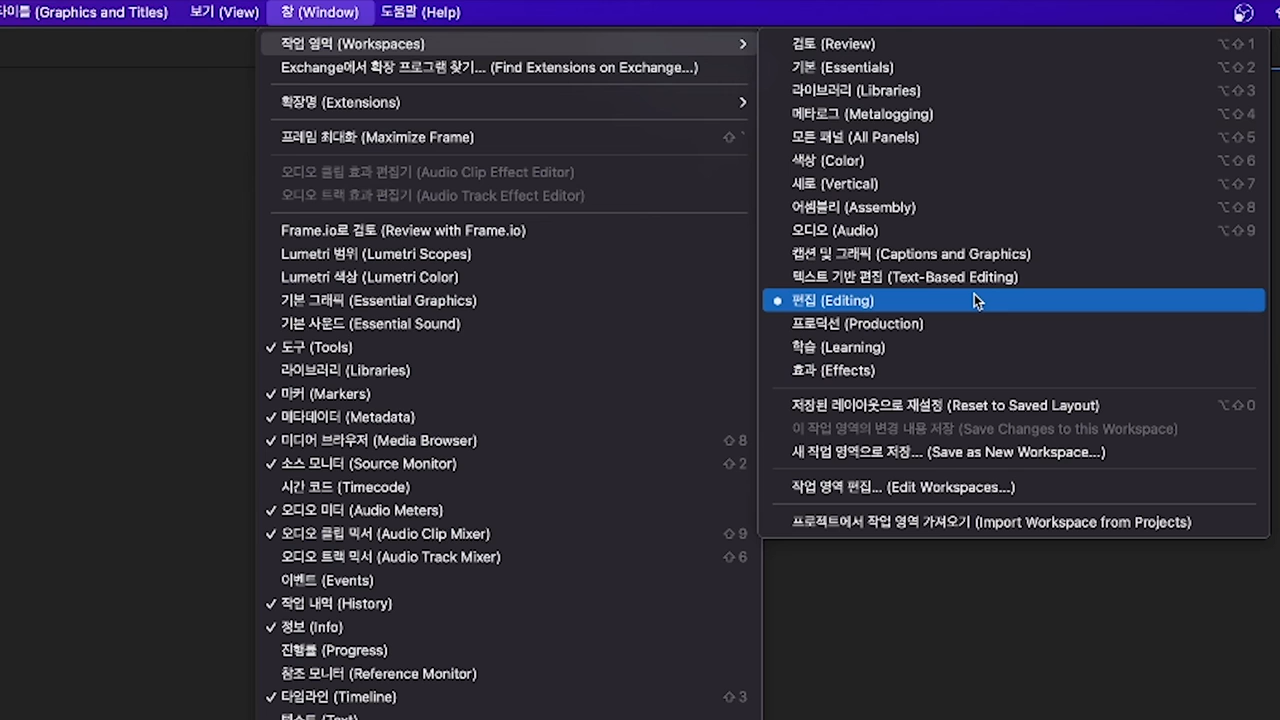 타이틀 (Graphics and Titles) 보기 (View) 창 (Window) 도움말 (Help)
작업 영역 (Workspaces)
Exchange에서 확장 프로그램 찾기... (Find Extensions on Exchange...)
확장명 (Extensions)
프레임 최대화 (Maximize Frame) ⇧ `
오디오 클립 효과 편집기 (Audio Clip Effect Editor)
오디오 트랙 효과 편집기 (Audio Track Effect Editor)
Frame.io로 검토 (Review with Frame.io)
Lumetri 범위 (Lumetri Scopes)
Lumetri 색상 (Lumetri Color)
기본 그래픽 (Essential Graphics)
기본 사운드 (Essential Sound)
✓ 도구 (Tools)
라이브러리 (Libraries)
✓ 마커 (Markers)
✓ 메타데이터 (Metadata)
✓ 미디어 브라우저 (Media Browser) ⇧ 8
✓ 소스 모니터 (Source Monitor) ⇧ 2
시간 코드 (Timecode)
✓ 오디오 미터 (Audio Meters)
✓ 오디오 클립 믹서 (Audio Clip Mixer) ⇧ 9
오디오 트랙 믹서 (Audio Track Mixer) ⇧ 6
이벤트 (Events)
✓ 작업 내역 (History)
✓ 정보 (Info)
진행률 (Progress)
참조 모니터 (Reference Monitor)
✓ 타임라인 (Timeline) ⇧ 3
텍스트 (Text)
검토 (Review) ⌥⇧ 1
기본 (Essentials) ⌥⇧ 2
라이브러리 (Libraries) ⌥⇧ 3
메타로그 (Metalogging) ⌥⇧ 4
모든 패널 (All Panels) ⌥⇧ 5
색상 (Color) ⌥⇧ 6
세로 (Vertical) ⌥⇧ 7
어셈블리 (Assembly) ⌥⇧ 8
오디오 (Audio) ⌥⇧ 9
캡션 및 그래픽 (Captions and Graphics)
텍스트 기반 편집 (Text-Based Editing)
편집 (Editing)
프로덕션 (Production)
학습 (Learning)
효과 (Effects)
저장된 레이아웃으로 재설정 (Reset to Saved Layout) ⌥⇧ 0
이 작업 영역의 변경 내용 저장 (Save Changes to this Workspace)
새 작업 영역으로 저장... (Save as New Workspace...)
작업 영역 편집... (Edit Workspaces...)
프로젝트에서 작업 영역 가져오기 (Import Workspace from Projects)